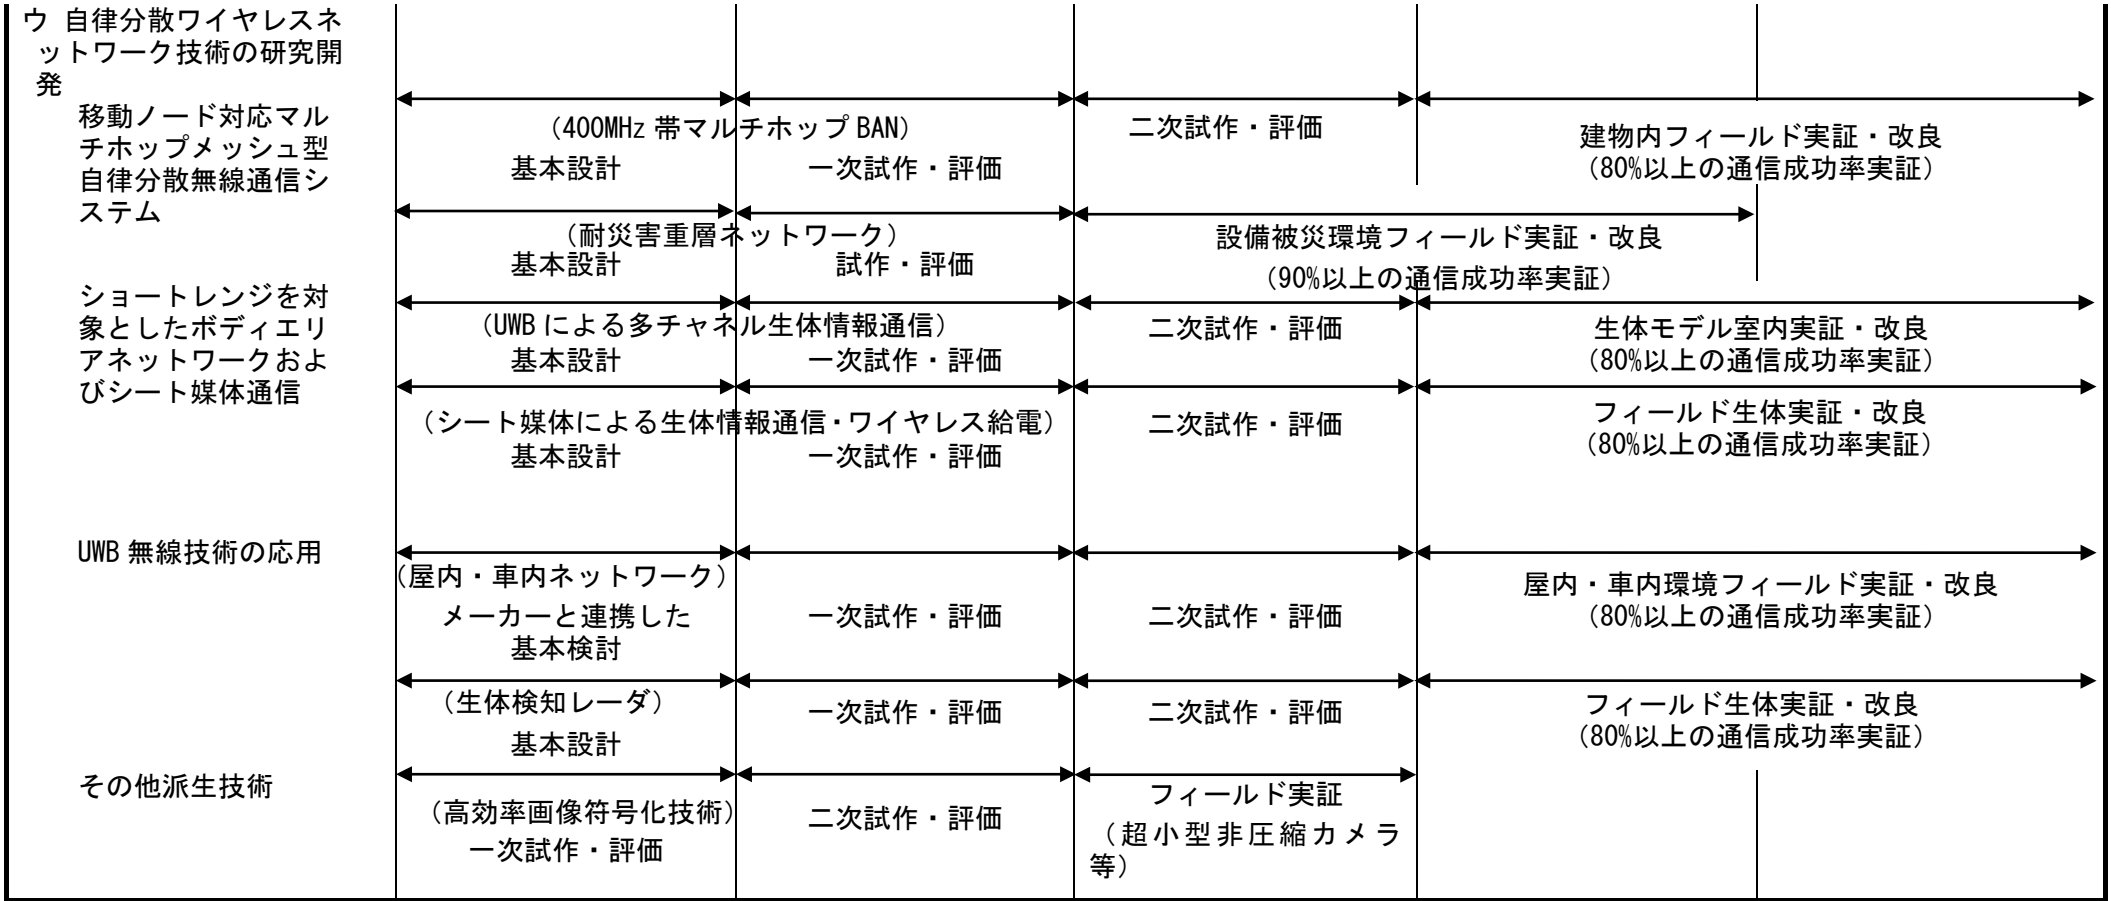 ウ 自律分散ワイヤレスネ
ットワーク技術の研究開
発
移動ノード対応マル
チホップメッシュ型
自律分散無線通信シ
ステム
（400MHz 帯マルチホップ BAN）
基本設計
一次試作・評価
二次試作・評価
建物内フィールド実証・改良
（80%以上の通信成功率実証）
（耐災害重層ネットワーク）
基本設計
試作・評価
設備被災環境フィールド実証・改良
（90%以上の通信成功率実証）
ショートレンジを対
象としたボディエリ
アネットワークおよ
びシート媒体通信
（UWB による多チャネル生体情報通信）
基本設計
一次試作・評価
二次試作・評価
生体モデル室内実証・改良
（80%以上の通信成功率実証）
（シート媒体による生体情報通信・ワイヤレス給電）
基本設計
一次試作・評価
二次試作・評価
フィールド生体実証・改良
（80%以上の通信成功率実証）
UWB 無線技術の応用
（屋内・車内ネットワーク）
メーカーと連携した
基本検討
一次試作・評価
二次試作・評価
屋内・車内環境フィールド実証・改良
（80%以上の通信成功率実証）
（生体検知レーダ）
基本設計
一次試作・評価
二次試作・評価
フィールド生体実証・改良
（80%以上の通信成功率実証）
その他派生技術
（高効率画像符号化技術）
一次試作・評価
二次試作・評価
フィールド実証
（超小型非圧縮カメラ
等）